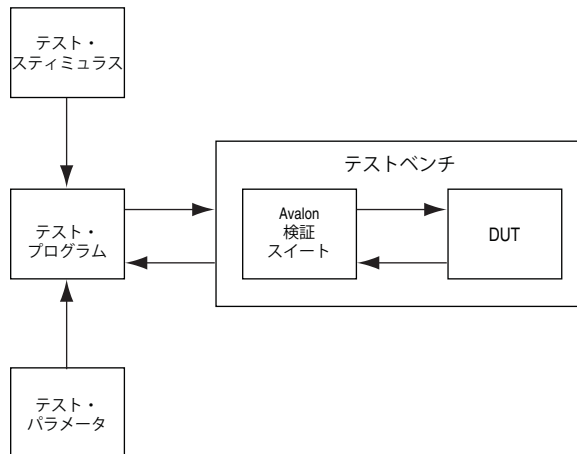 テスト・
スティミュラス
テストベンチ
テスト・
プログラム
Avalon
検証
スイート
DUT
テスト・
パラメータ